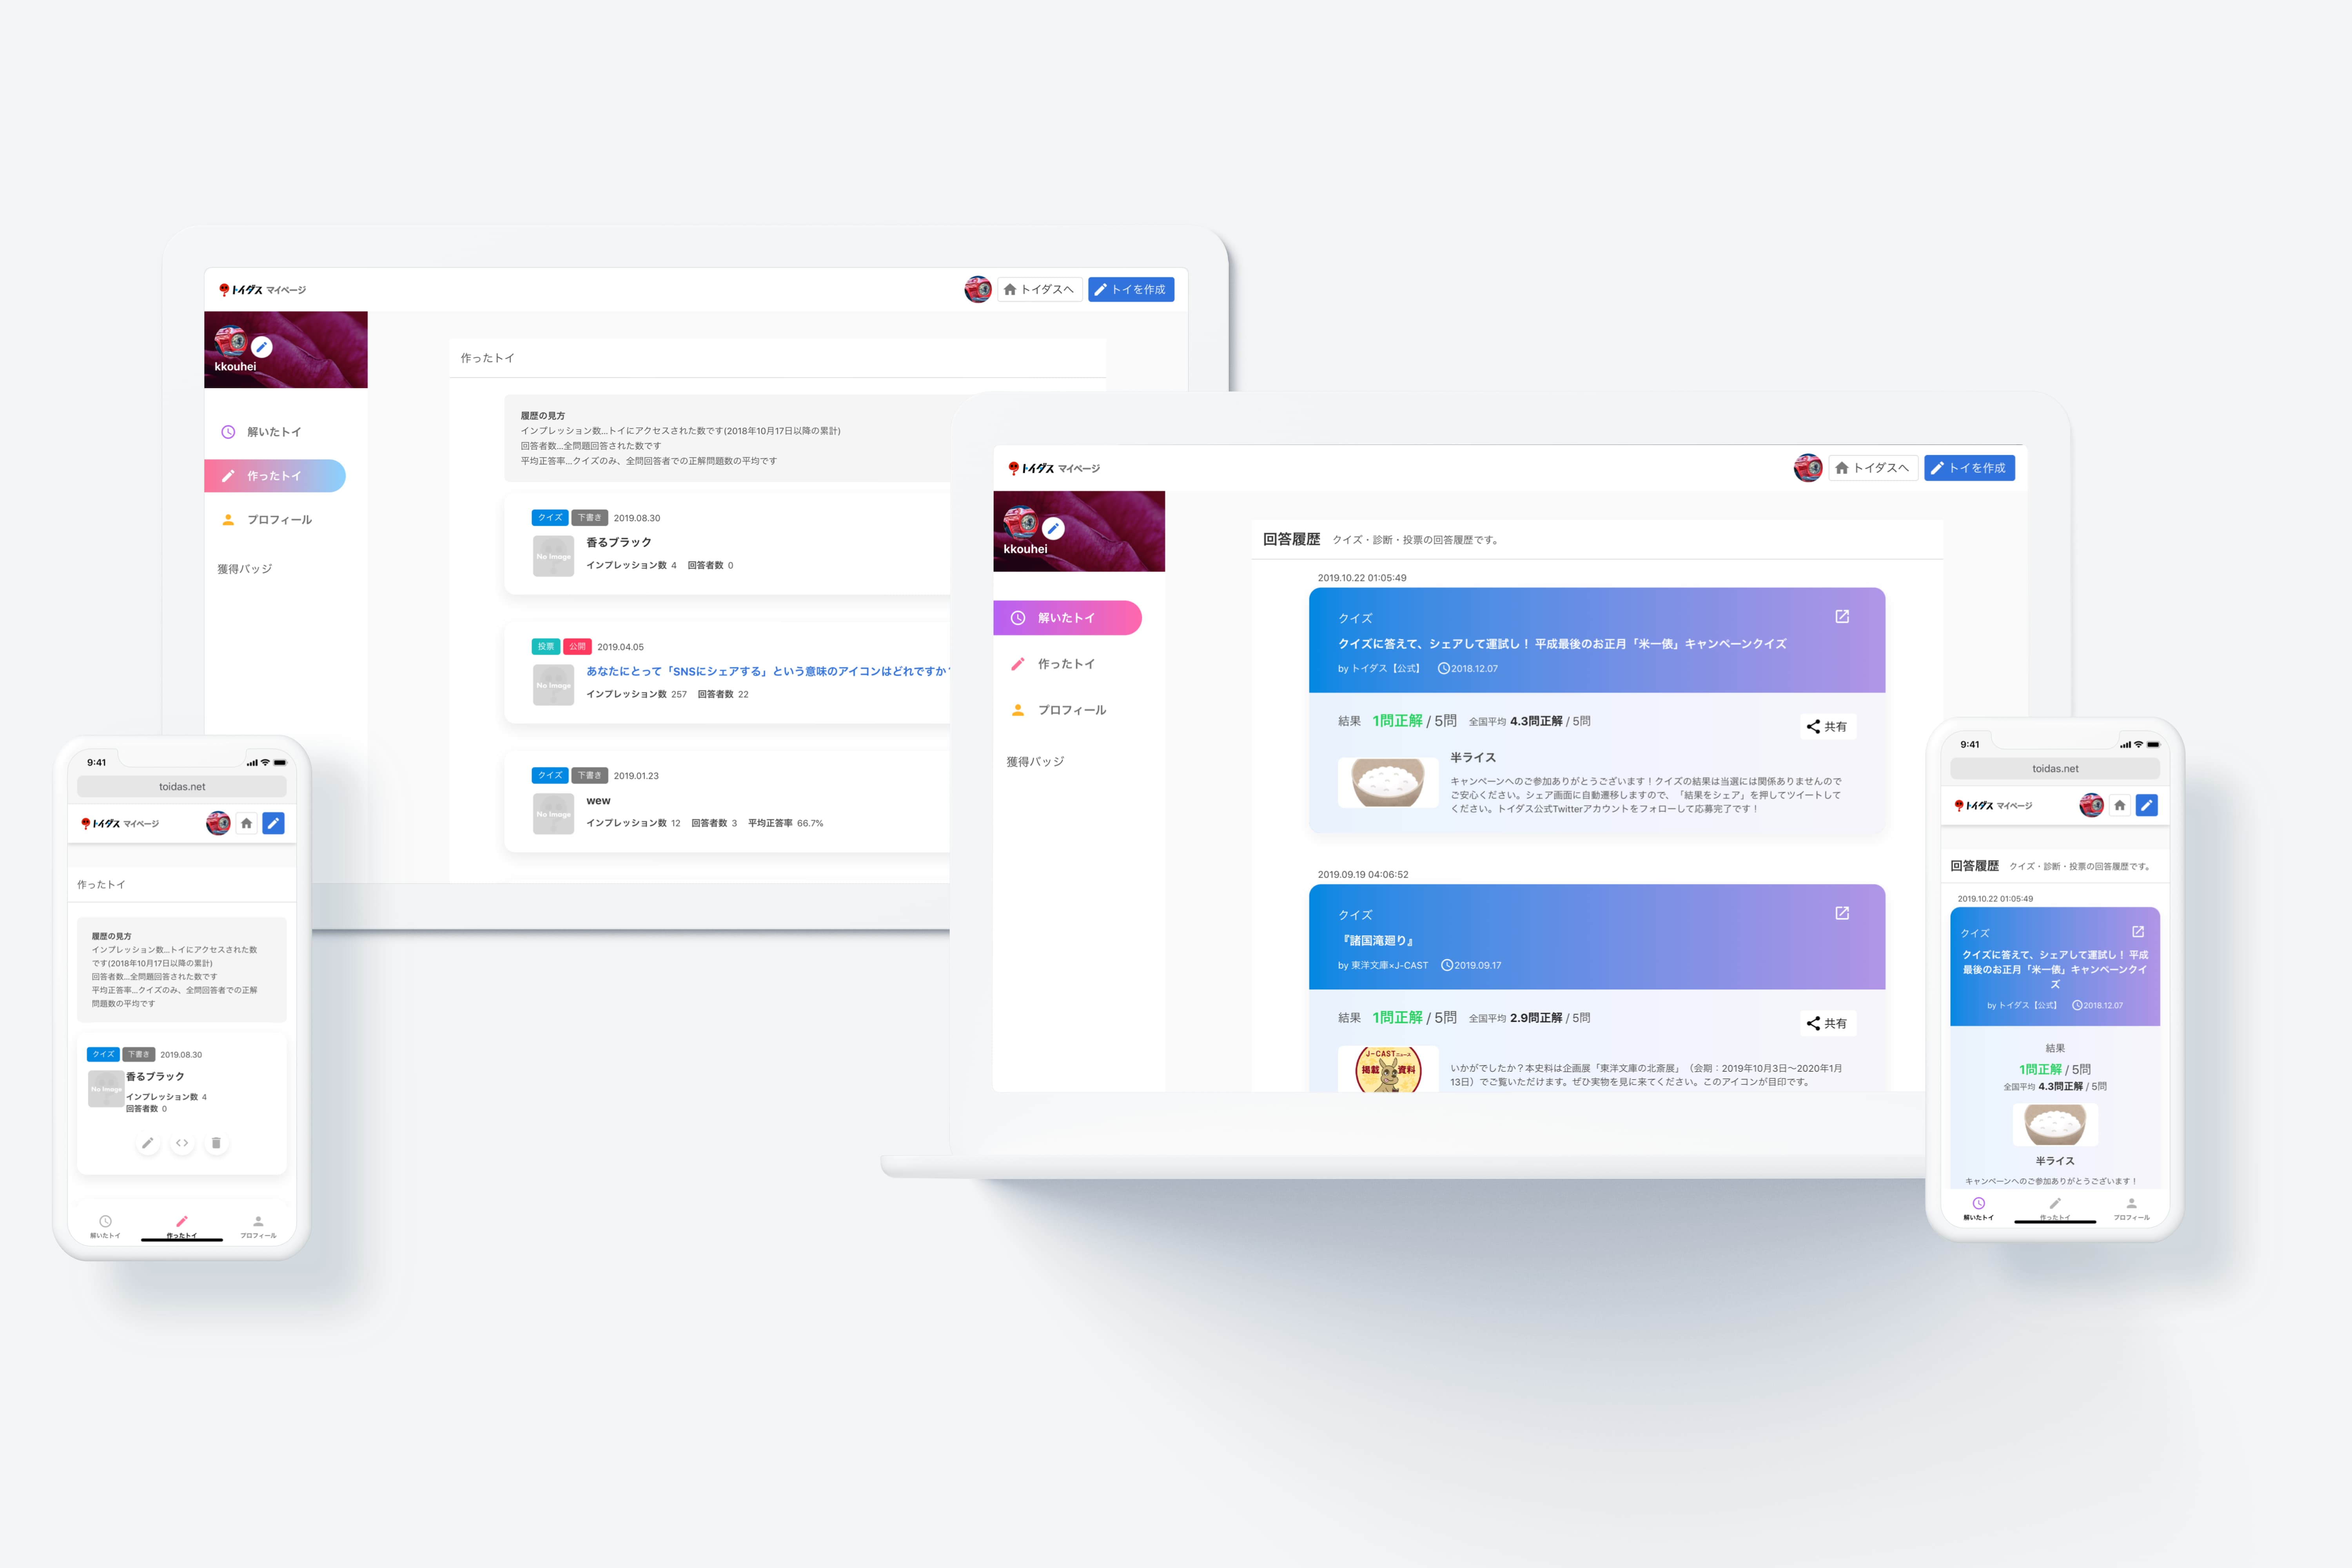 トイダス マイページ
トイダスへ
トイを作成
kkouhei
解いたトイ
作ったトイ
プロフィール
獲得バッジ
作ったトイ
履歴の見方
インプレッション数...トイにアクセスされた数です(2018年10月17日以降の累計)
回答者数...全問題回答された数です
平均正答率...クイズのみ、全問回答者での正解問題数の平均です
クイズ 下書き 2019.08.30
No Image
香るブラック
インプレッション数 4 回答者数 0
投票 公開 2019.04.05
No Image
あなたにとって「SNSにシェアする」という意味のアイコンはどれですか?
インプレッション数 257 回答者数 22
クイズ 下書き 2019.01.23
No Image
wew
インプレッション数 12 回答者数 3 平均正答率 66.7%
トイダス マイページ
トイダスへ
トイを作成
kkouhei
解いたトイ
作ったトイ
プロフィール
獲得バッジ
回答履歴 クイズ・診断・投票の回答履歴です。
2019.10.22 01:05:49
クイズ
クイズに答えて、シェアして運試し！ 平成最後のお正月「米一俵」キャンペーンクイズ
by トイダス【公式】 2018.12.07
結果 1問正解 / 5問 全国平均 4.3問正解 / 5問
共有
半ライス
キャンペーンへのご参加ありがとうございます！クイズの結果は当選には関係ありませんので
ご安心ください。シェア画面に自動遷移しますので、「結果をシェア」を押してツイートして
ください。トイダス公式Twitterアカウントをフォローして応募完了です！
2019.09.19 04:06:52
クイズ
『諸国滝廻り』
by 東洋文庫×J-CAST 2019.09.17
結果 1問正解 / 5問 全国平均 2.9問正解 / 5問
共有
J-CASTニュース
掲載 資料
いかがでしたか？本史料は企画展「東洋文庫の北斎展」（会期：2019年10月3日〜2020年1月
13日）でご覧いただけます。ぜひ実物を見に来てください。このアイコンが目印です。
9:41
toidas.net
トイダス マイページ
作ったトイ
履歴の見方
インプレッション数...トイにアクセスされた数
です(2018年10月17日以降の累計)
回答者数...全問題回答された数です
平均正答率...クイズのみ、全問回答者での正解
問題数の平均です
クイズ 下書き 2019.08.30
No Image
香るブラック
インプレッション数 4
回答者数 0
解いたトイ
作ったトイ
プロフィール
9:41
toidas.net
トイダス マイページ
回答履歴 クイズ・診断・投票の回答履歴です。
2019.10.22 01:05:49
クイズ
クイズに答えて、シェアして運試し！ 平成
最後のお正月「米一俵」キャンペーンクイ
ズ
by トイダス【公式】 2018.12.07
結果
1問正解 / 5問
全国平均 4.3問正解 / 5問
半ライス
キャンペーンへのご参加ありがとうございます！
解いたトイ
作ったトイ
プロフィール